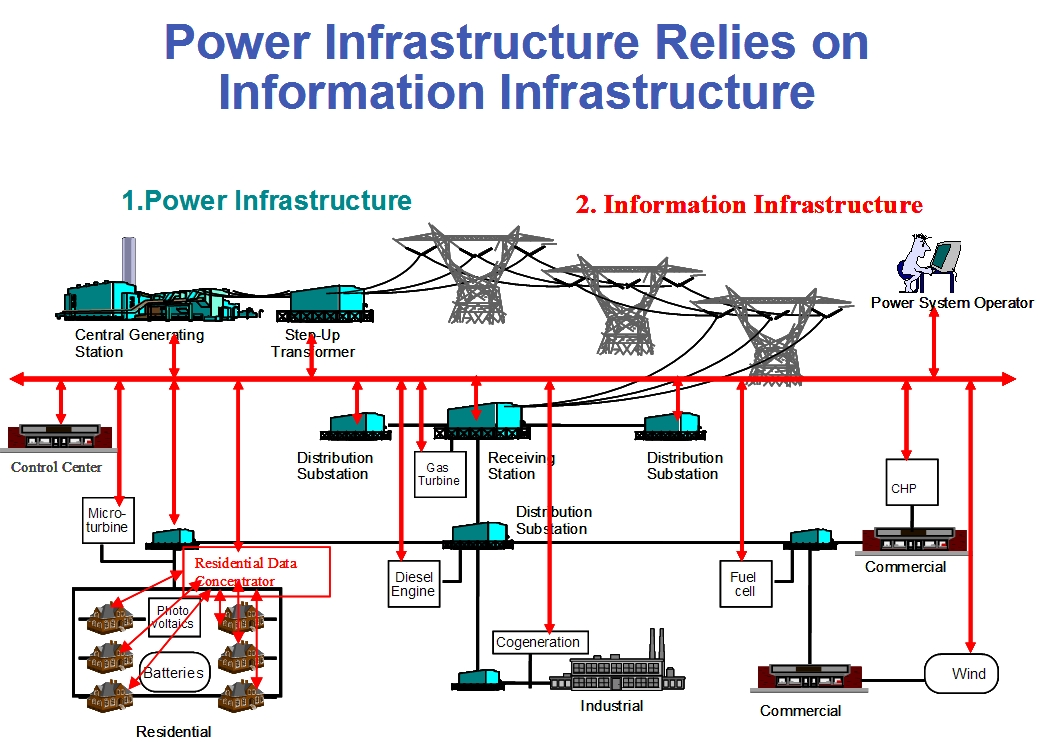 Power Infrastructure Relies on
Information Infrastructure
1.Power Infrastructure
2. Information Infrastructure
Power System Operator
Central Generating
Station
Step-Up
Transformer
Control Center
Distribution
Substation
Gas
Turbine
Receiving
Station
Distribution
Substation
CHP
Micro-
turbine
Distribution
Substation
Residential Data
Concentrator
Diesel
Engine
Fuel
cell
Commercial
Photo
voltaics
Cogeneration
Batteries
Wind
Industrial
Commercial
Residential